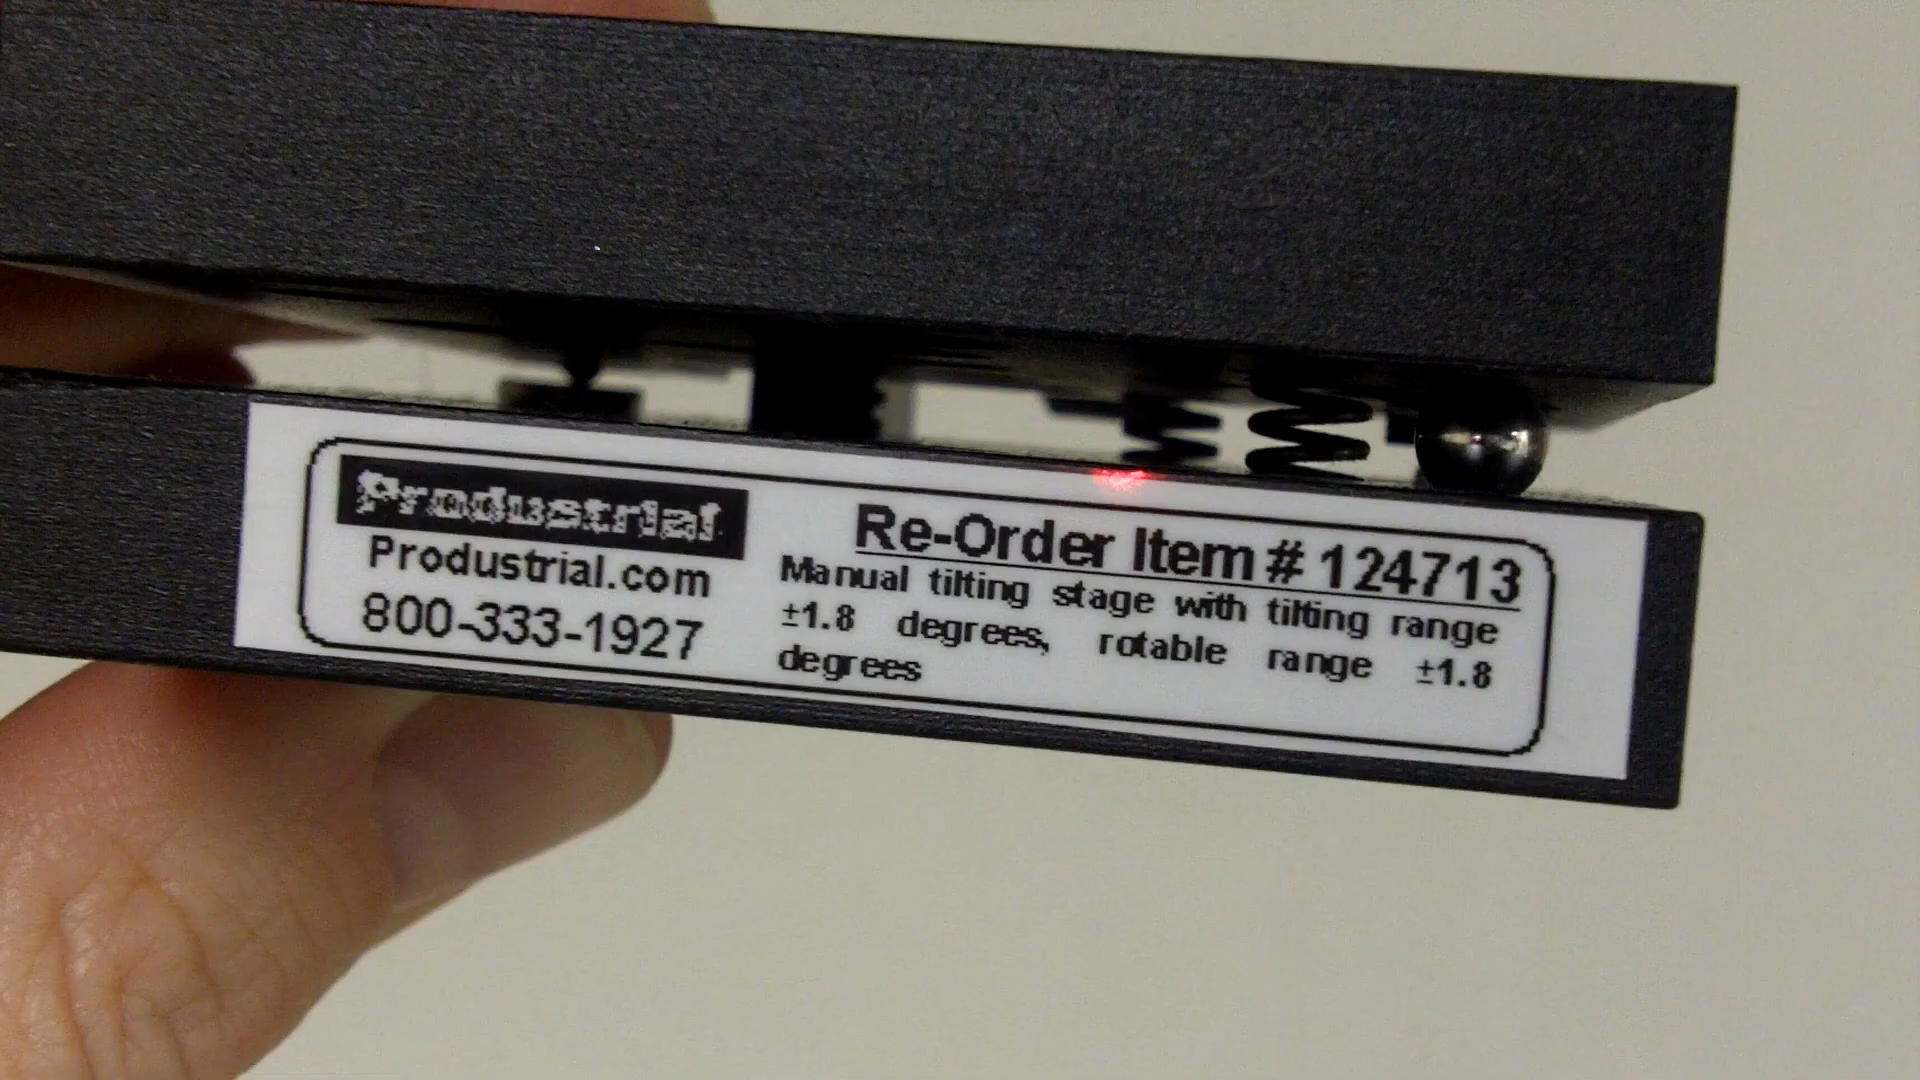 Produstrial
Produstrial.com
800-333-1927
Re-Order Item # 124713
Manual tilting stage with tilting range
±1.8 degrees, rotable range ±1.8
degrees